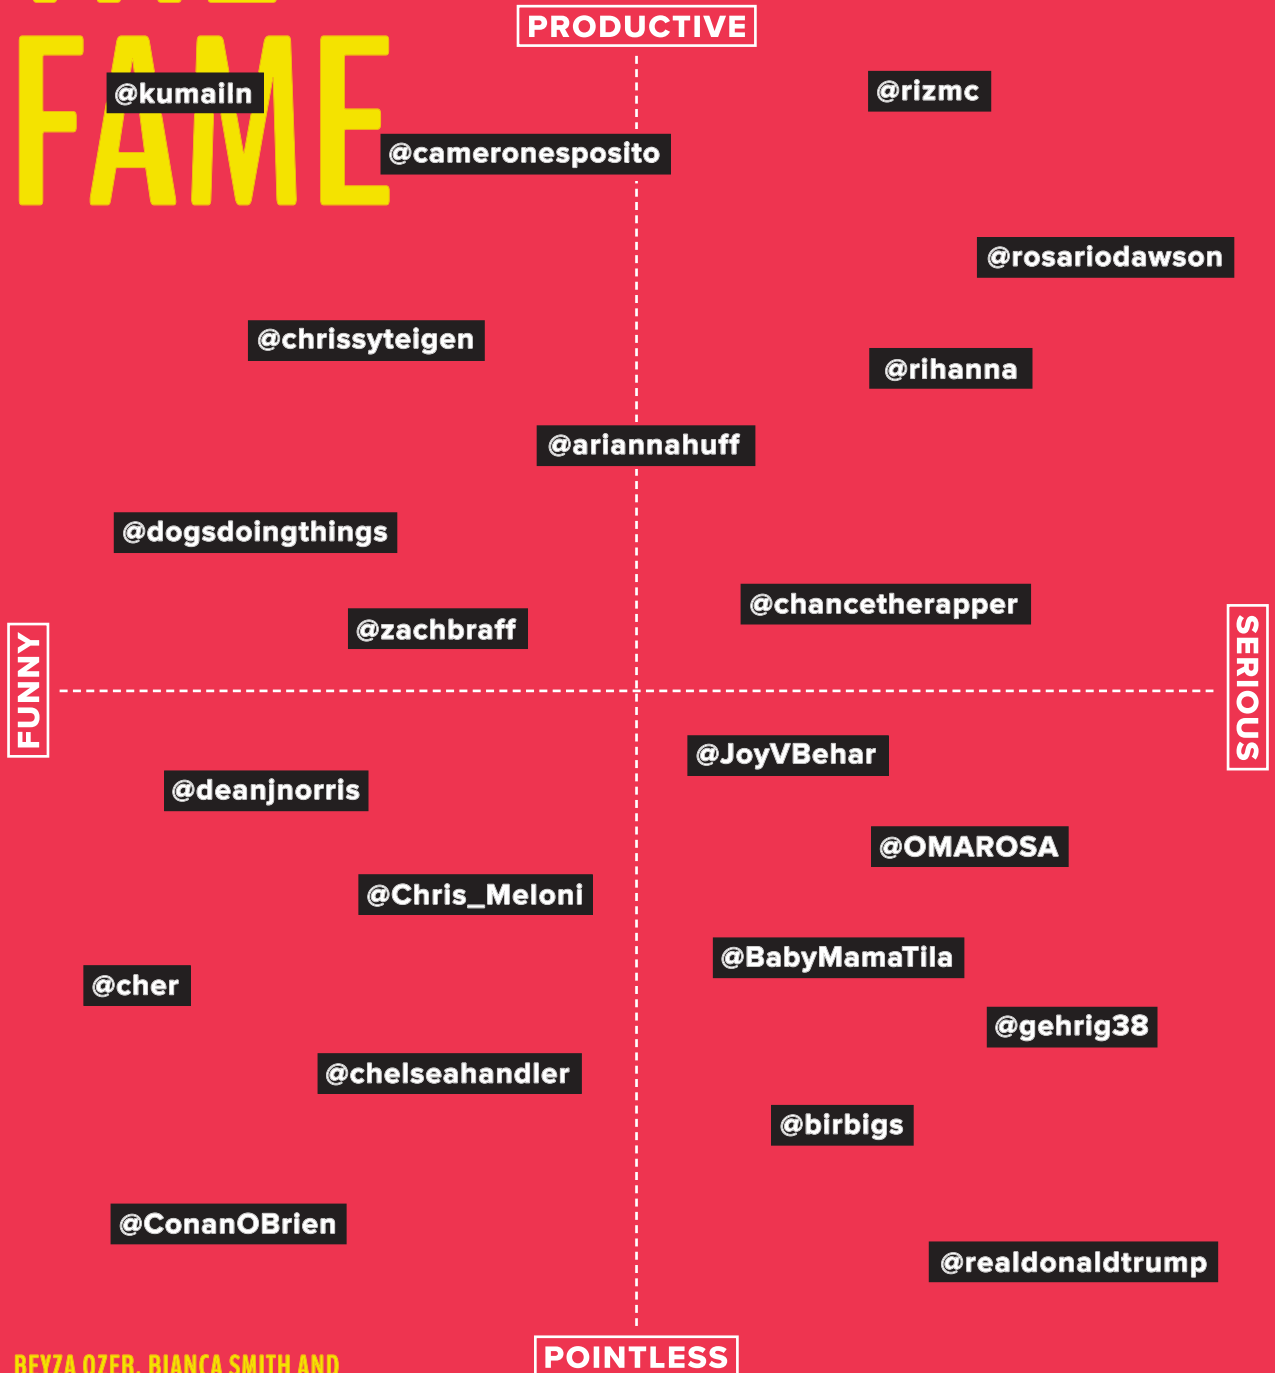 THE
FAME
PRODUCTIVE
@kumailn
@rizmc
@cameronesposito
@rosariodawson
@chrissyteigen
@rihanna
@ariannahuff
@dogsdoingthings
@chancetherapper
@zachbraff
FUNNY
SERIOUS
@JoyVBehar
@deanjnorris
@OMAROSA
@Chris_Meloni
@BabyMamaTila
@cher
@gehrig38
@chelseahandler
@birbigs
@ConanOBrien
@realdonaldtrump
POINTLESS
BEYZA OZER, BIANCA SMITH AND